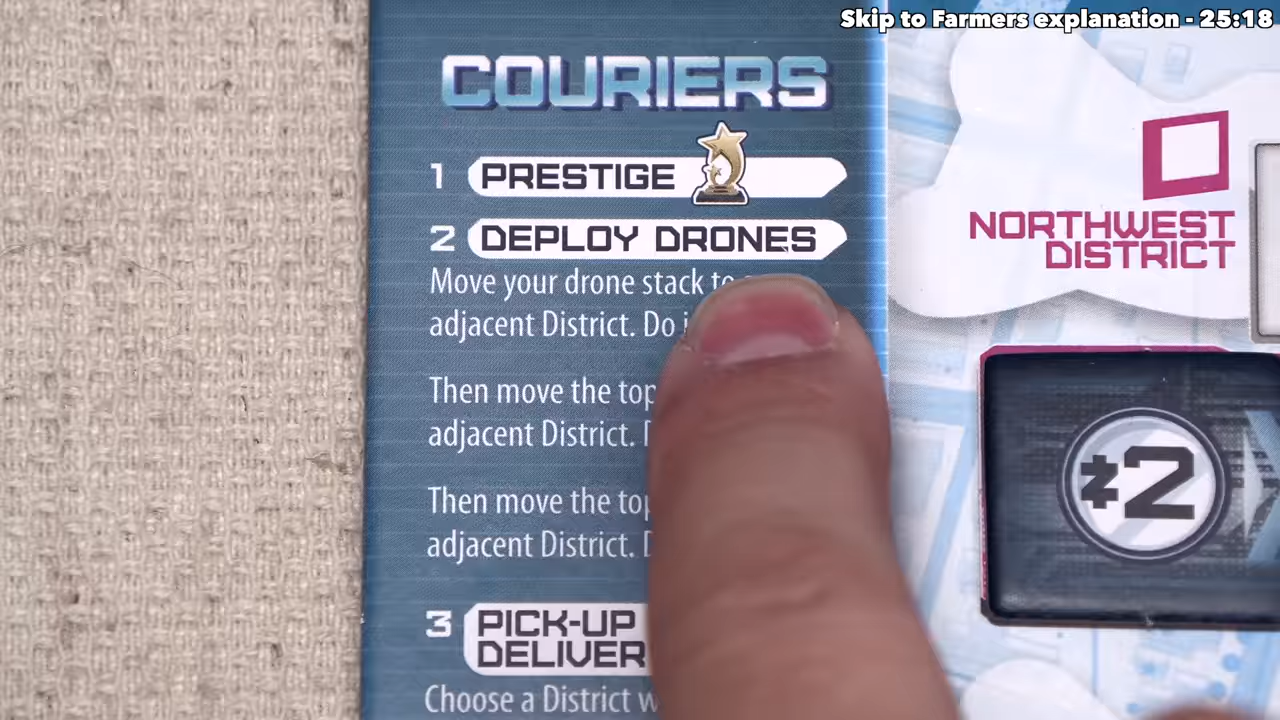 Skip to Farmers explanation - 25:18
COURIERS
1 PRESTIGE
2 DEPLOY DRONES
Move your drone stack to
adjacent District. Do
Then move the top
adjacent District.
Then move the top
adjacent District.
3 PICK-UP
DELIVER
Choose a District
NORTHWEST
DISTRICT
2